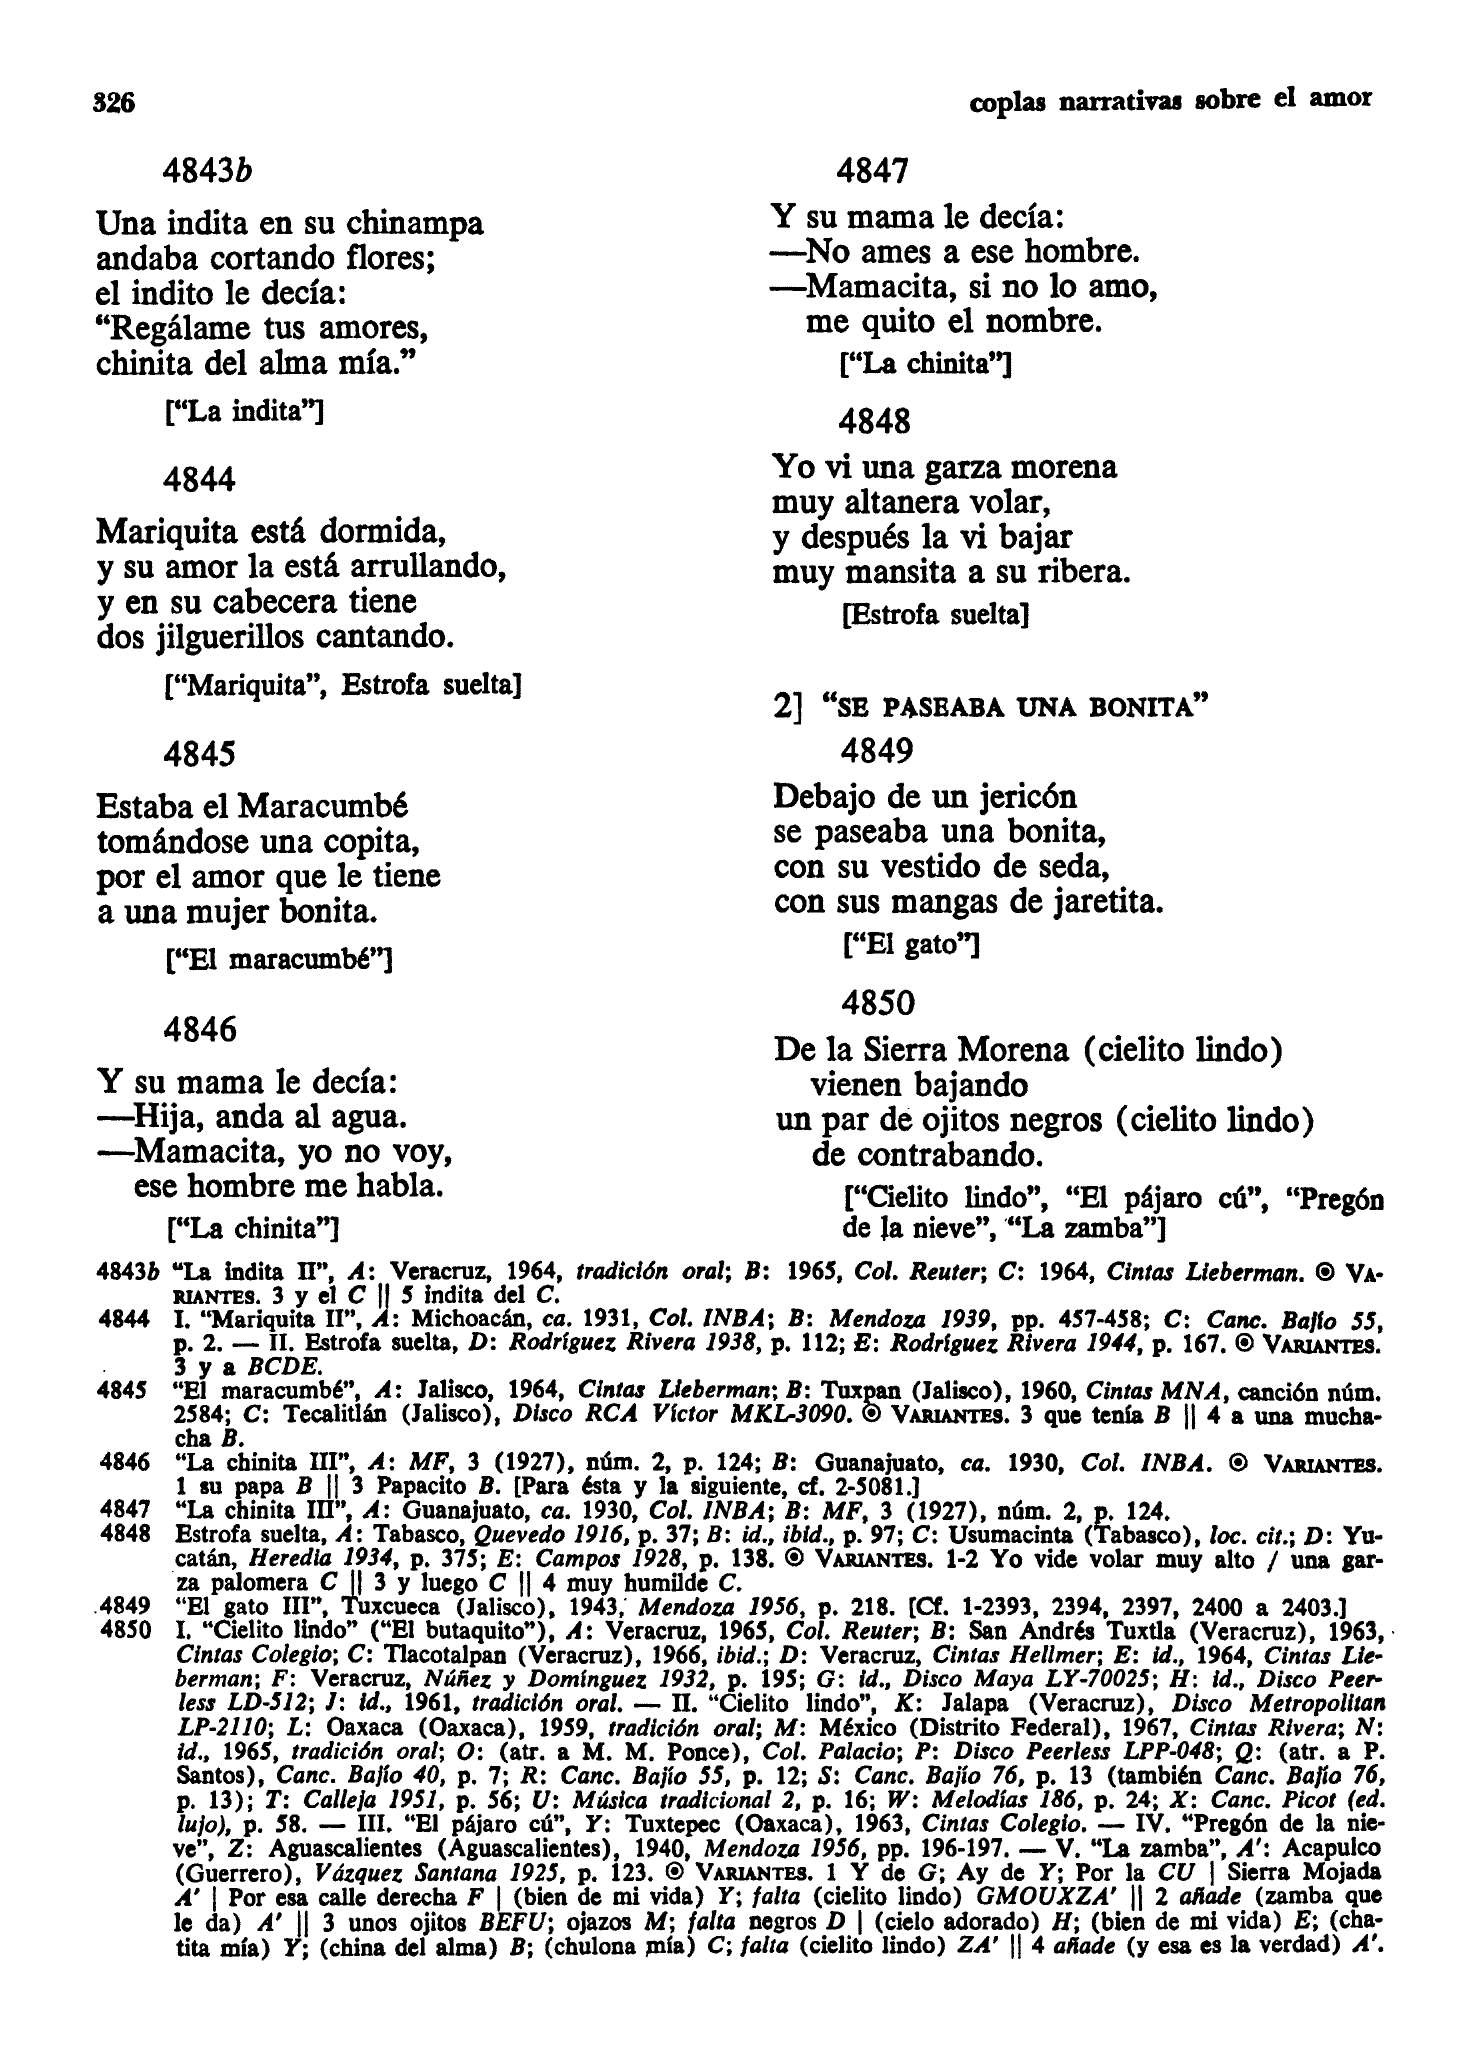 326
coplas narrativas sobre el amor
4843b
Una indita en su chinampa
andaba cortando flores;
el indito le decía:
“Regálame tus amores,
chinita del alma mía.”
[“La indita”]
4844
Mariquita está dormida,
y su amor la está arrullando,
y en su cabecera tiene
dos jilguerillos cantando.
[“Mariquita”, Estrofa suelta]
4845
Estaba el Maracumbé
tomándose una copita,
por el amor que le tiene
a una mujer bonita.
[“El maracumbé”]
4846
Y su mama le decía:
—Hija, anda al agua.
—Mamacita, yo no voy,
ese hombre me habla.
[“La chinita”]
4847
Y su mama le decía:
—No ames a ese hombre.
—Mamacita, si no lo amo,
me quito el nombre.
[“La chinita”]
4848
Yo vi una garza morena
muy altanera volar,
y después la vi bajar
muy mansita a su ribera.
[Estrofa suelta]
2] “SE PASEABA UNA BONITA”
4849
Debajo de un jericón
se paseaba una bonita,
con su vestido de seda,
con sus mangas de jaretita.
[“El gato”]
4850
De la Sierra Morena (cielito lindo)
vienen bajando
un par de ojitos negros (cielito lindo)
de contrabando.
[“Cielito lindo”, “El pájaro cú”, “Pregón
de la nieve”, “La zamba”]
4843b “La indita II”, A: Veracruz, 1964, tradición oral; B: 1965, Col. Reuter; C: 1964, Cintas Lieberman. ® VA-
RIANTES. 3 y el C || 5 indita del C.
4844 I. “Mariquita II”, A: Michoacán, ca. 1931, Col. INBA; B: Mendoza 1939, pp. 457-458; C: Canc. Bajío 55,
p. 2. — II. Estrofa suelta, D: Rodríguez Rivera 1938, p. 112; E: Rodríguez Rivera 1944, p. 167. ® VARIANTES.
3 y a BCDE.
4845 “El maracumbé”, A: Jalisco, 1964, Cintas Lieberman; B: Tuxpan (Jalisco), 1960, Cintas MNA, canción núm.
2584; C: Tecalitlán (Jalisco), Disco RCA Víctor MKL-3090. ® VARIANTES. 3 que tenía B || 4 a una mucha-
cha B.
4846 “La chinita III”, A: MF, 3 (1927), núm. 2, p. 124; B: Guanajuato, ca. 1930, Col. INBA. ® VARIANTES.
1 su papa B || 3 Papacito B. [Para ésta y la siguiente, cf. 2-5081.]
4847 “La chinita III”, A: Guanajuato, ca. 1930, Col. INBA; B: MF, 3 (1927), núm. 2, p. 124.
4848 Estrofa suelta, A: Tabasco, Quevedo 1916, p. 37; B: id., ibid., p. 97; C: Usumacinta (Tabasco), loc. cit.; D: Yu-
catán, Heredia 1934, p. 375; E: Campos 1928, p. 138. ® VARIANTES. 1-2 Yo vide volar muy alto / una gar-
za palomera C || 3 y luego C || 4 muy humilde C.
4849 “El gato III”, Tuxcueca (Jalisco), 1943, Mendoza 1956, p. 218. [Cf. 1-2393, 2394, 2397, 2400 a 2403.]
4850 I. “Cielito lindo” (“El butaquito”), A: Veracruz, 1965, Col. Reuter; B: San Andrés Tuxtla (Veracruz), 1963,
Cintas Colegio; C: Tlacotalpan (Veracruz), 1966, ibid.; D: Veracruz, Cintas Hellmer; E: id., 1964, Cintas Lie-
berman; F: Veracruz, Núñez y Domínguez 1932, p. 195; G: id., Disco Maya LY-70025; H: id., Disco Peer-
less LD-512; J: id., 1961, tradición oral. — II. “Cielito lindo”, K: Jalapa (Veracruz), Disco Metropolitan
LP-2110; L: Oaxaca (Oaxaca), 1959, tradición oral; M: México (Distrito Federal), 1967, Cintas Rivera; N:
id., 1965, tradición oral; O: (atr. a M. M. Ponce), Col. Palacio; P: Disco Peerless LPP-048; Q: (atr. a P.
Santos), Canc. Bajío 40, p. 7; R: Canc. Bajío 55, p. 12; S: Canc. Bajío 76, p. 13 (también Canc. Bajío 76,
p. 13); T: Calleja 1951, p. 56; U: Música tradicional 2, p. 16; W: Melodías 186, p. 24; X: Canc. Picot (ed.
lujo), p. 58. — III. “El pájaro cú”, Y: Tuxtepec (Oaxaca), 1963, Cintas Colegio. — IV. “Pregón de la nie-
ve”, Z: Aguascalientes (Aguascalientes), 1940, Mendoza 1956, pp. 196-197. — V. “La zamba”, A': Acapulco
(Guerrero), Vázquez Santana 1925, p. 123. ® VARIANTES. 1 Y de G; Ay de Y; Por la CU | Sierra Mojada
A' | Por esa calle derecha F | (bien de mi vida) Y; falta (cielito lindo) GMOUXZA' || 2 añade (zamba que
le da) A' || 3 unos ojitos BEFU; ojazos M; falta negros D | (cielo adorado) H; (bien de mi vida) E; (cha-
tita mía) Y; (china del alma) B; (chulona mía) C; falta (cielito lindo) ZA' || 4 añade (y esa es la verdad) A'.